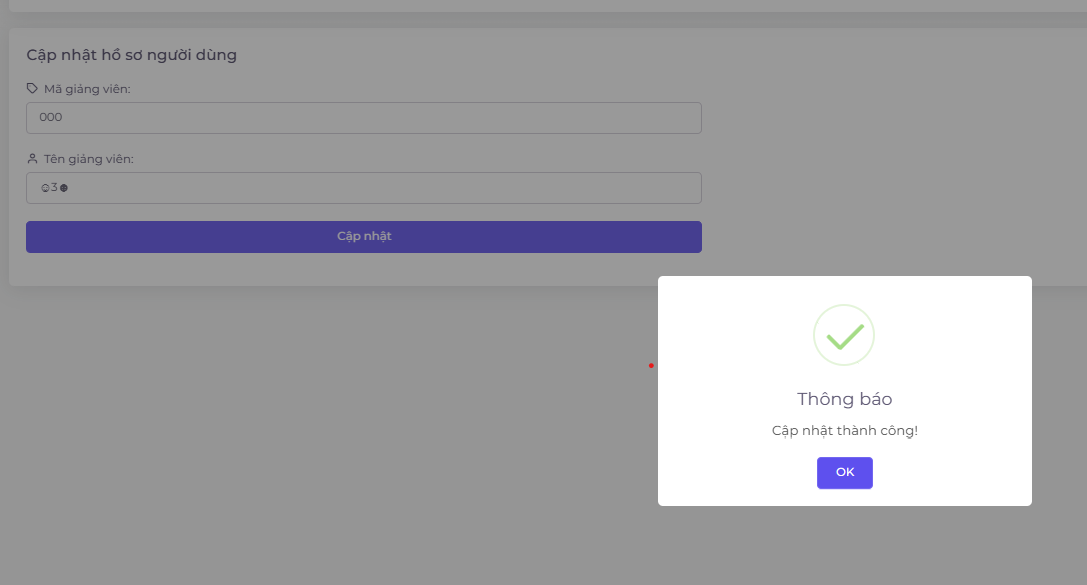 Cập nhật hồ sơ người dùng
Mã giảng viên:
000
Tên giảng viên:
☺3☻
Cập nhật
Thông báo
Cập nhật thành công!
OK